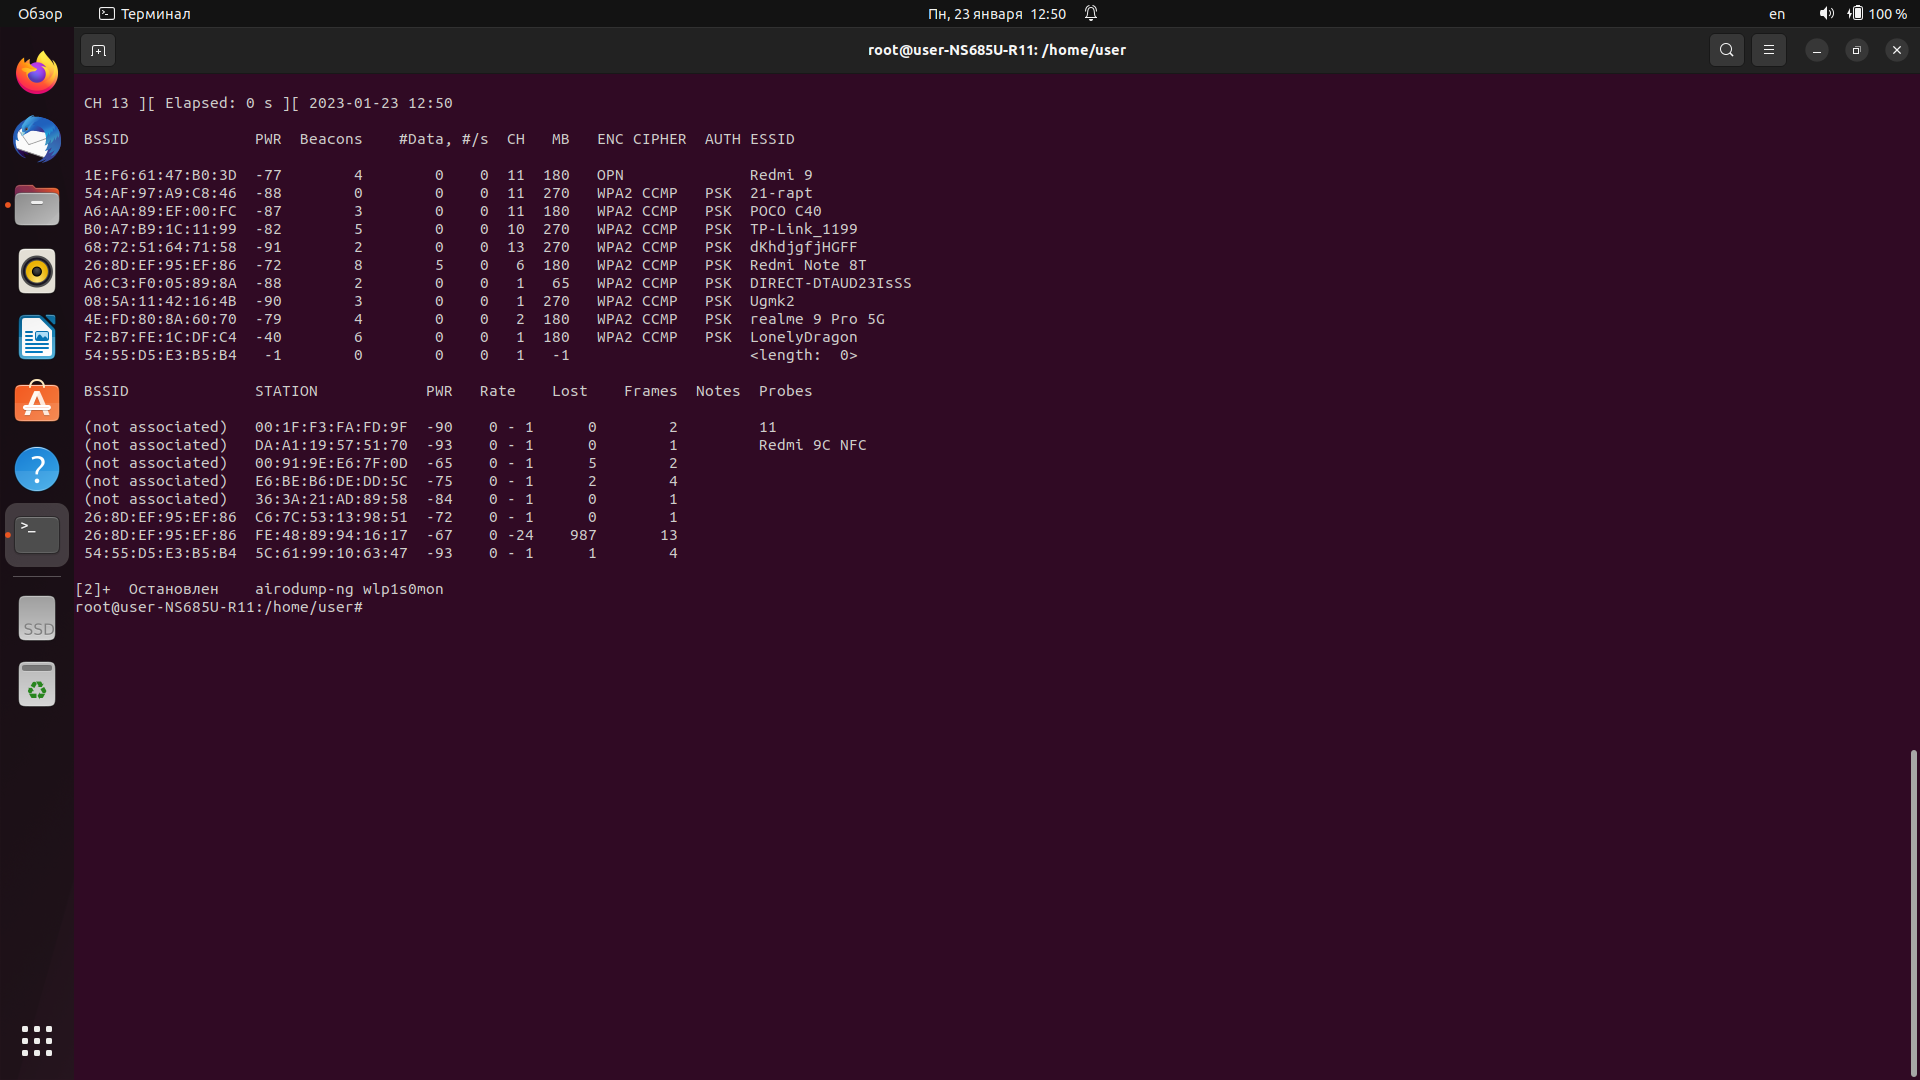 Обзор Терминал Пн, 23 января 12:50 en 100 %
root@user-NS685U-R11: /home/user
CH 13 ][ Elapsed: 0 s ][ 2023-01-23 12:50
BSSID PWR Beacons #Data, #/s CH MB ENC CIPHER AUTH ESSID
1E:F6:61:47:B0:3D -77 4 0 0 11 180 OPN Redmi 9
54:AF:97:A9:C8:46 -88 0 0 0 11 270 WPA2 CCMP PSK 21-rapt
A6:AA:89:EF:00:FC -87 3 0 0 11 180 WPA2 CCMP PSK POCO C40
B0:A7:B9:1C:11:99 -82 5 0 0 10 270 WPA2 CCMP PSK TP-Link_1199
68:72:51:64:71:58 -91 2 0 0 13 270 WPA2 CCMP PSK dKhdjgfjHGFF
26:8D:EF:95:EF:86 -72 8 5 0 6 180 WPA2 CCMP PSK Redmi Note 8T
A6:C3:F0:05:89:8A -88 2 0 0 1 65 WPA2 CCMP PSK DIRECT-DTAUD23IsSS
08:5A:11:42:16:4B -90 3 0 0 1 270 WPA2 CCMP PSK Ugmk2
4E:FD:80:8A:60:70 -79 4 0 0 2 180 WPA2 CCMP PSK realme 9 Pro 5G
F2:B7:FE:1C:DF:C4 -40 6 0 0 1 180 WPA2 CCMP PSK LonelyDragon
54:55:D5:E3:B5:B4 -1 0 0 0 1 -1 <length: 0>
BSSID STATION PWR Rate Lost Frames Notes Probes
(not associated) 00:1F:F3:FA:FD:9F -90 0 - 1 0 2 11
(not associated) DA:A1:19:57:51:70 -93 0 - 1 0 1 Redmi 9C NFC
(not associated) 00:91:9E:E6:7F:0D -65 0 - 1 5 2
(not associated) E6:BE:B6:DE:DD:5C -75 0 - 1 2 4
(not associated) 36:3A:21:AD:89:58 -84 0 - 1 0 1
26:8D:EF:95:EF:86 C6:7C:53:13:98:51 -72 0 - 1 0 1
26:8D:EF:95:EF:86 FE:48:89:94:16:17 -67 0 -24 987 13
54:55:D5:E3:B5:B4 5C:61:99:10:63:47 -93 0 - 1 1 4
[2]+ Остановлен airodump-ng wlp1s0mon
root@user-NS685U-R11:/home/user#
SSD